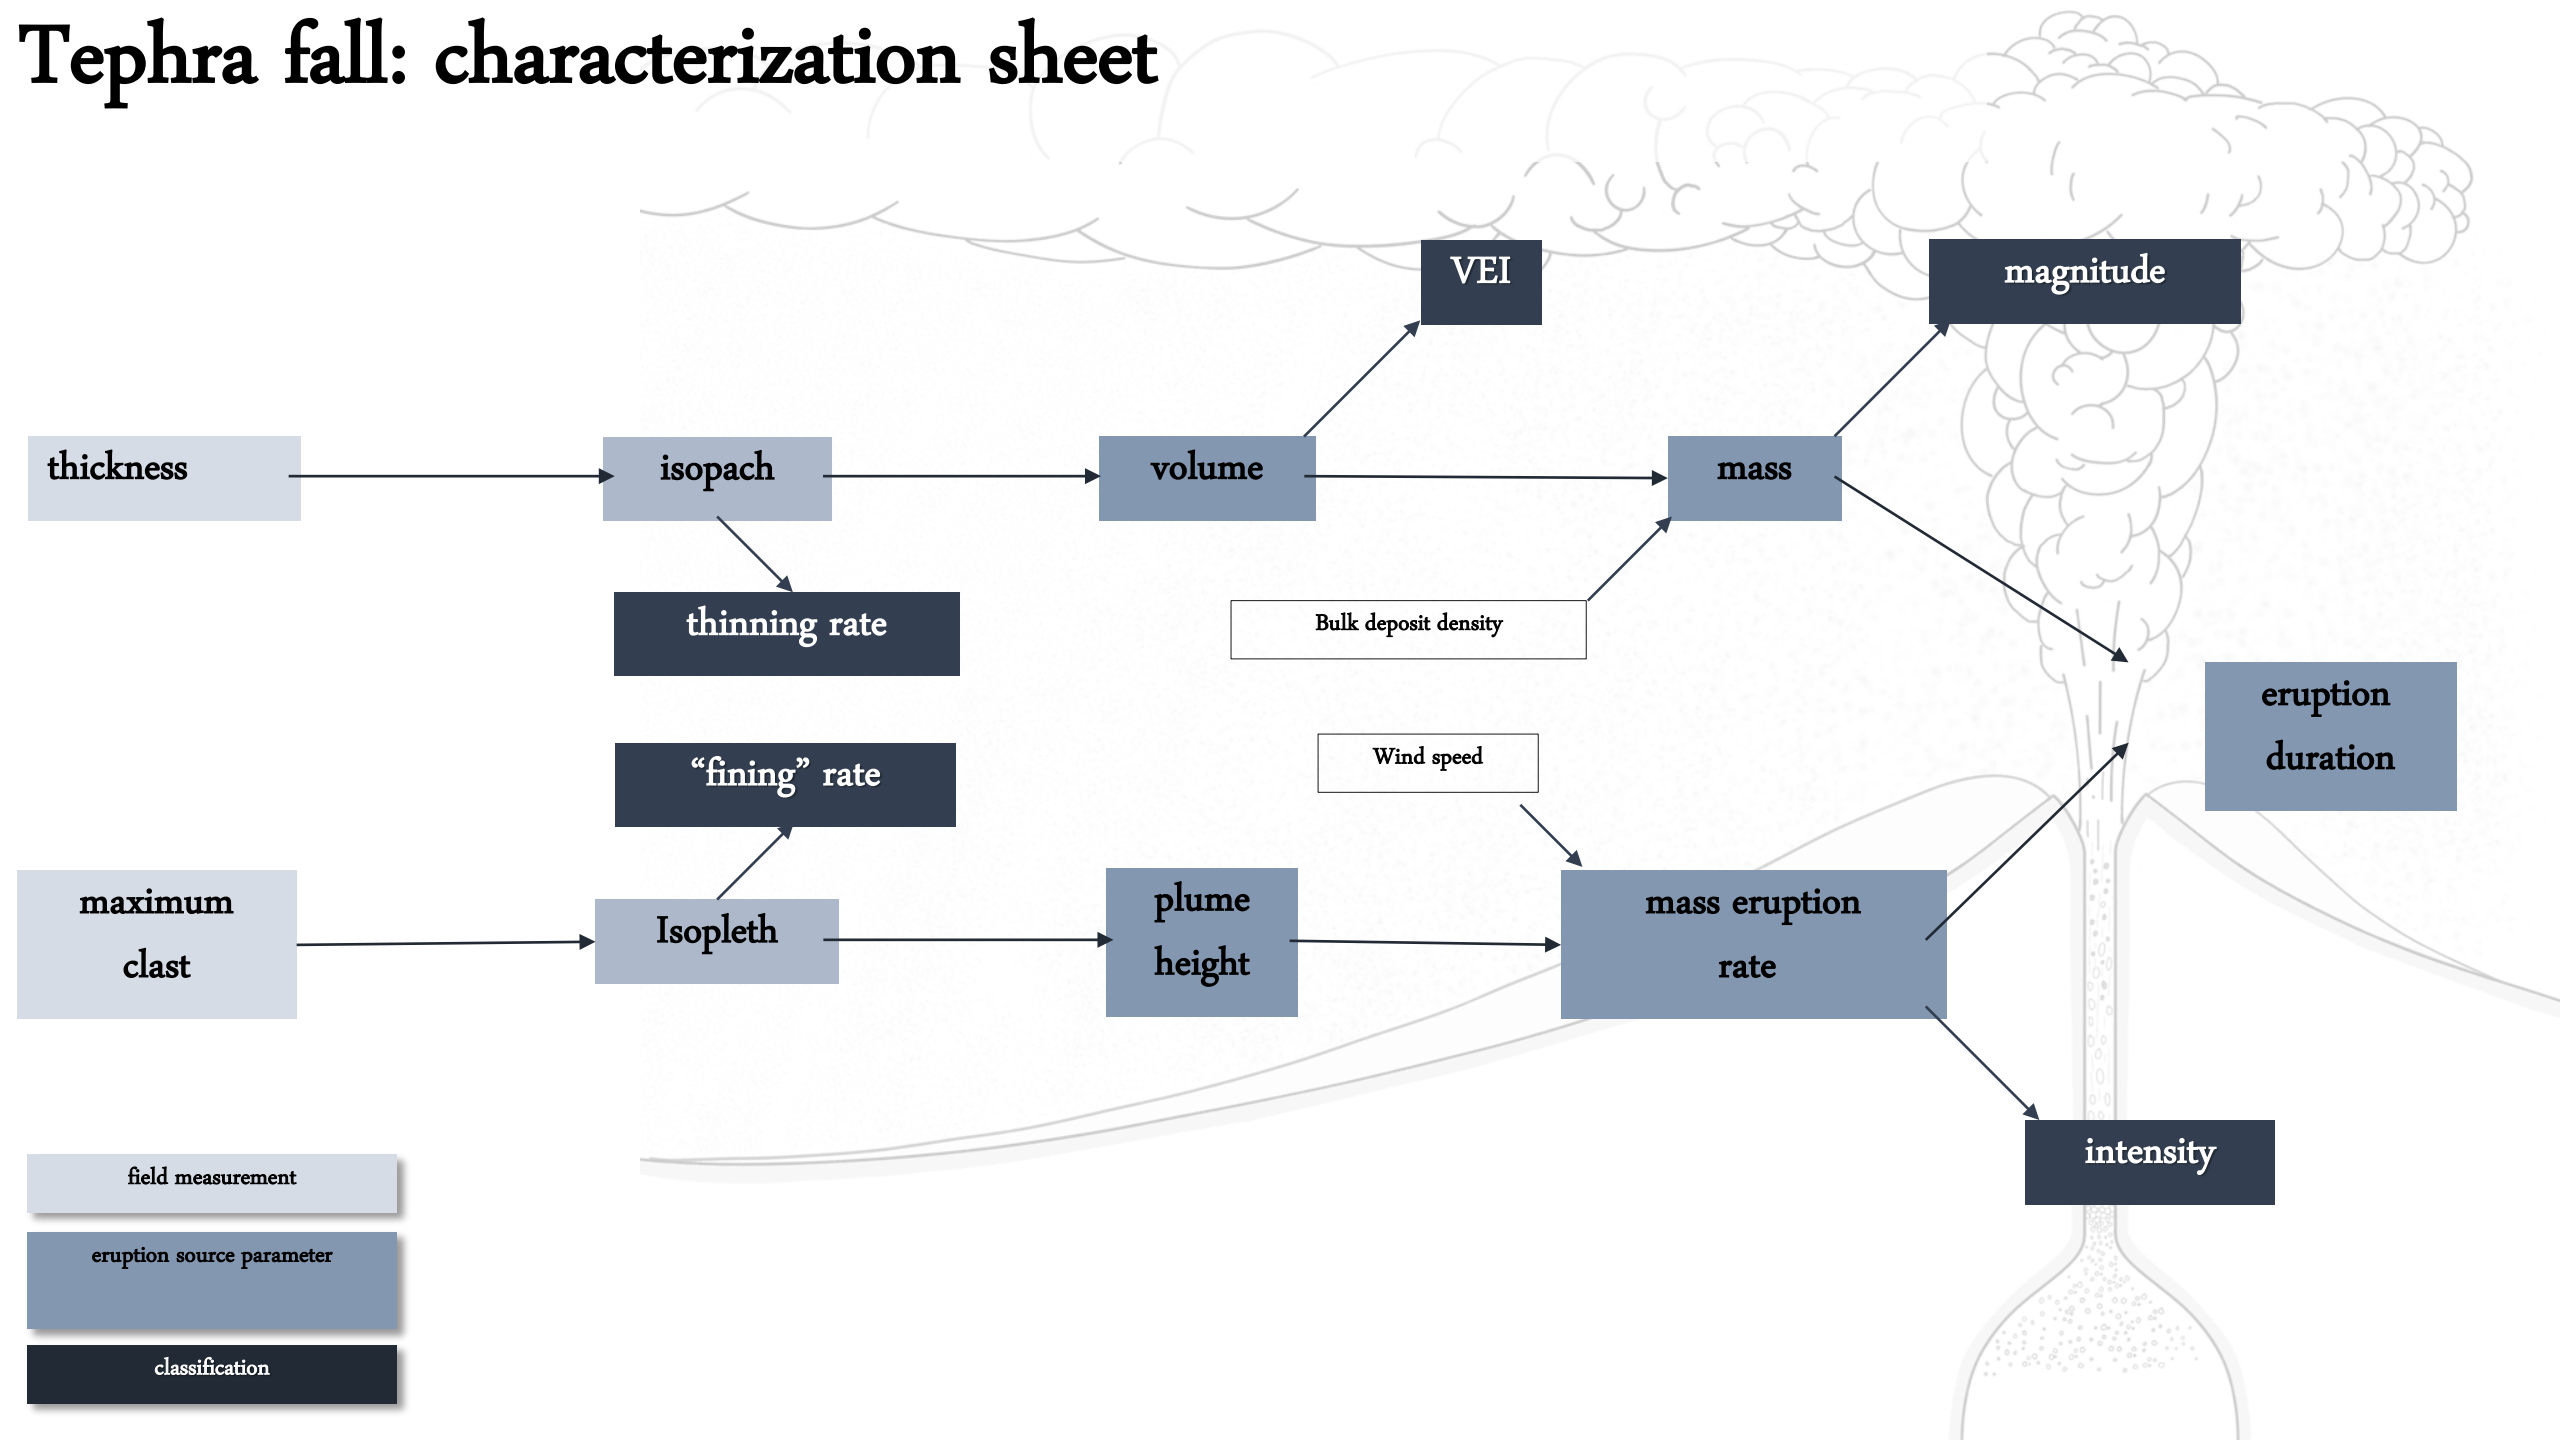 Tephra fall: characterization sheet
VEI
magnitude
thickness
isopach
volume
mass
thinning rate
Bulk deposit density
eruption
duration
“fining” rate
Wind speed
maximum
clast
Isopleth
plume
height
mass eruption
rate
intensity
field measurement
eruption source parameter
classification